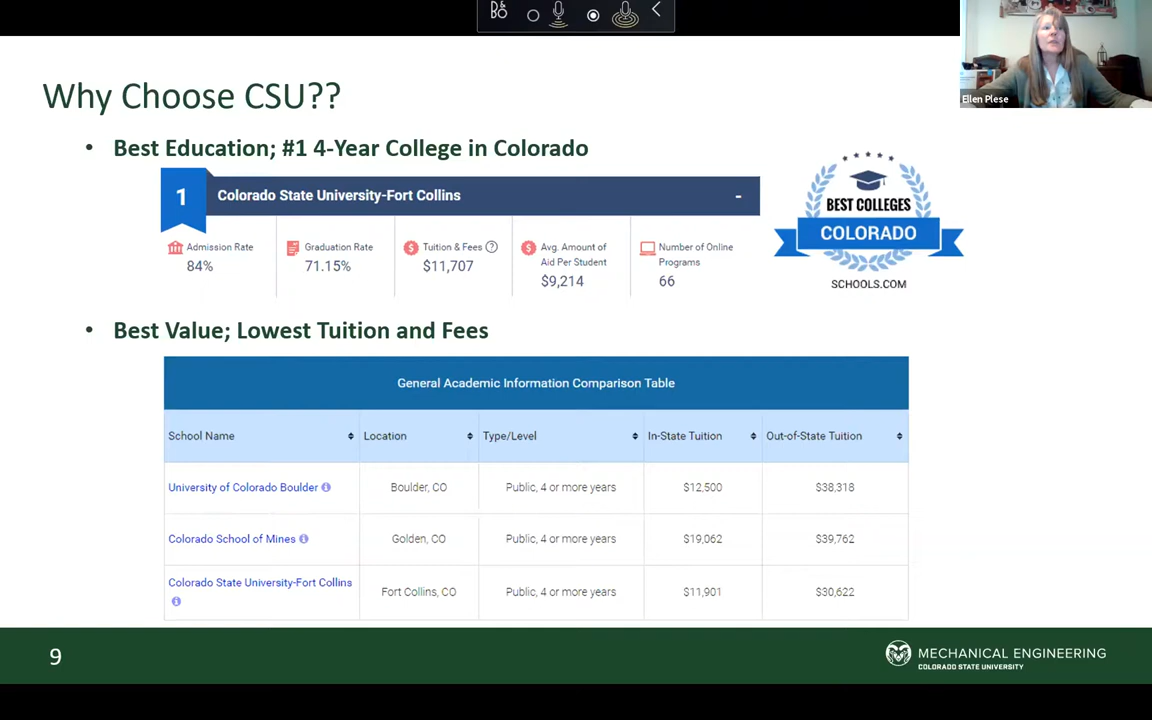 Ellen Plese
Why Choose CSU??
• Best Education; #1 4-Year College in Colorado
1 Colorado State University-Fort Collins -
Admission Rate
84%
Graduation Rate
71.15%
Tuition & Fees ?
$11,707
Avg. Amount of
Aid Per Student
$9,214
Number of Online
Programs
66
BEST COLLEGES
COLORADO
SCHOOLS.COM
• Best Value; Lowest Tuition and Fees
General Academic Information Comparison Table
School Name Location Type/Level In-State Tuition Out-of-State Tuition
University of Colorado Boulder i Boulder, CO Public, 4 or more years $12,500 $38,318
Colorado School of Mines i Golden, CO Public, 4 or more years $19,062 $39,762
Colorado State University-Fort Collins i Fort Collins, CO Public, 4 or more years $11,901 $30,622
9
MECHANICAL ENGINEERING
COLORADO STATE UNIVERSITY